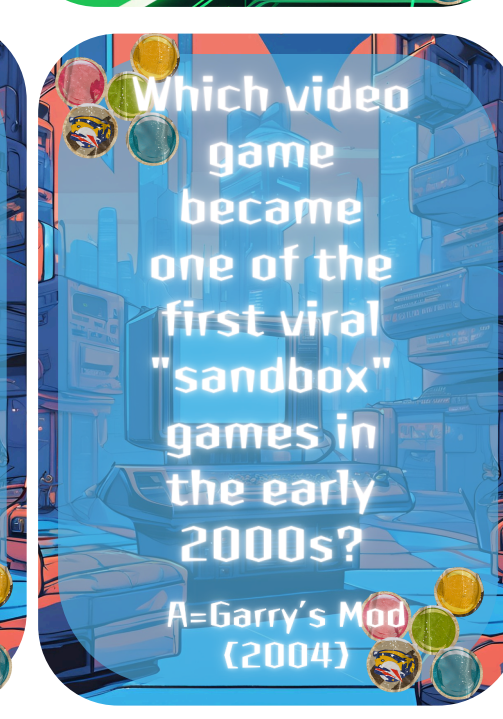 Which video
game
became
one of the
first viral
"sandbox"
games in
the early
2000s?
A=Garry's Mod
(2004)